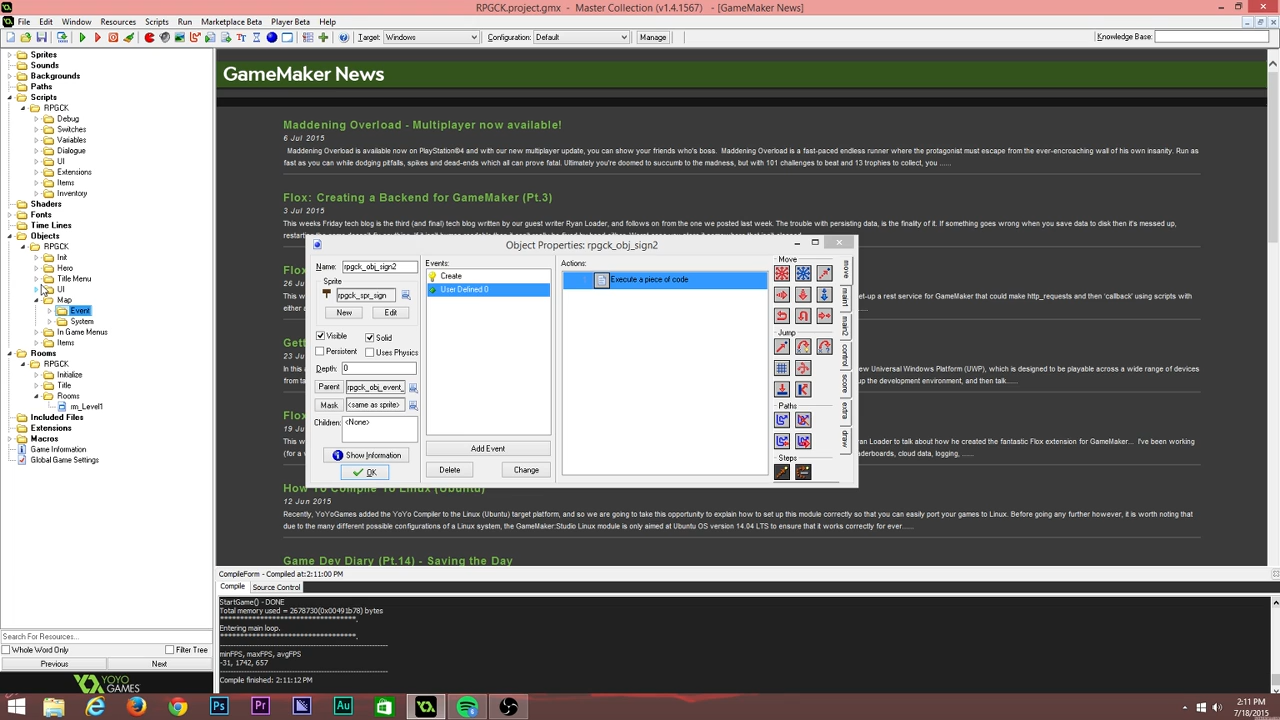 RPGCK.project.gmx - Master Collection (v1.4.1567) - [GameMaker News]
File Edit Window Resources Scripts Run Marketplace Beta Player Beta Help
Target: Windows Configuration: Default Manage Knowledge Base:
Sprites
Sounds
Backgrounds
Paths
Scripts
RPGCK
Debug
Switches
Variables
Dialogue
UI
Extensions
Items
Inventory
Shaders
Fonts
Time Lines
Objects
RPGCK
Init
Hero
Title Menu
UI
Map
Event
System
In Game Menus
Items
Rooms
RPGCK
Initialize
Title
Rooms
rm_Level1
Included Files
Extensions
Macros
Game Information
Global Game Settings
Search For Resources...
Whole Word Only Filter Tree
Previous Next
YOYO
GAMES
GameMaker News
Maddening Overload - Multiplayer now available!
6 Jul 2015
Maddening Overload is available now on PlayStation®4 and with our new multiplayer update, you can show your friends who's boss. Maddening Overload is a fast-paced endless runner where the protagonist must escape from the ever-encroaching wall of his own insanity. Run as
fast as you can while dodging pitfalls, spikes and dead-ends which all can prove fatal. Ultimately you're doomed to succumb to the madness, but with 101 challenges to beat and 13 trophies to collect, you ......
Flox: Creating a Backend for GameMaker (Pt.3)
3 Jul 2015
This weeks Friday tech blog is the third (and final) tech blog written by our guest writer Ryan Loader, and follows on from the one we posted last week. The trouble with persisting data, is the finality of it. If something goes wrong when you save data to disk then it's messed up,
Object Properties: rpgck_obj_sign2
Name: rpgck_obj_sign2
Sprite
rpgck_spr_sign
New Edit
Visible Solid
Persistent Uses Physics
Depth: 0
Parent rpgck_obj_event_
Mask <same as sprite>
Children: <None>
Show Information
OK
Events:
Create
User Defined 0
Add Event
Delete Change
Actions:
Execute a piece of code
Move
Jump
Paths
Steps
move
main1
main2
control
score
extra
draw
How To Compile To Linux (Ubuntu)
12 Jun 2015
Recently, YoYoGames added the YoYo Compiler to the Linux (Ubuntu) target platform, and so we are going to take this opportunity to explain how to set up this module correctly so that you can easily port your games to Linux. Before going any further however, it is worth noting that
due to the many different possible configurations of a Linux system, the GameMaker:Studio Linux module is only aimed at Ubuntu OS version 14.04 LTS to ensure that it works correctly for ever......
Game Dev Diary (Pt.14) - Saving the Day
CompileForm - Compiled at:2:11:00 PM
Compile Source Control
StartGame() - DONE
Total memory used = 2678730(0x00491b78) bytes
Entering main loop.
minFPS, maxFPS, avgFPS
-31, 1742, 657
Compile finished: 2:11:12 PM
2:11 PM
7/18/2015